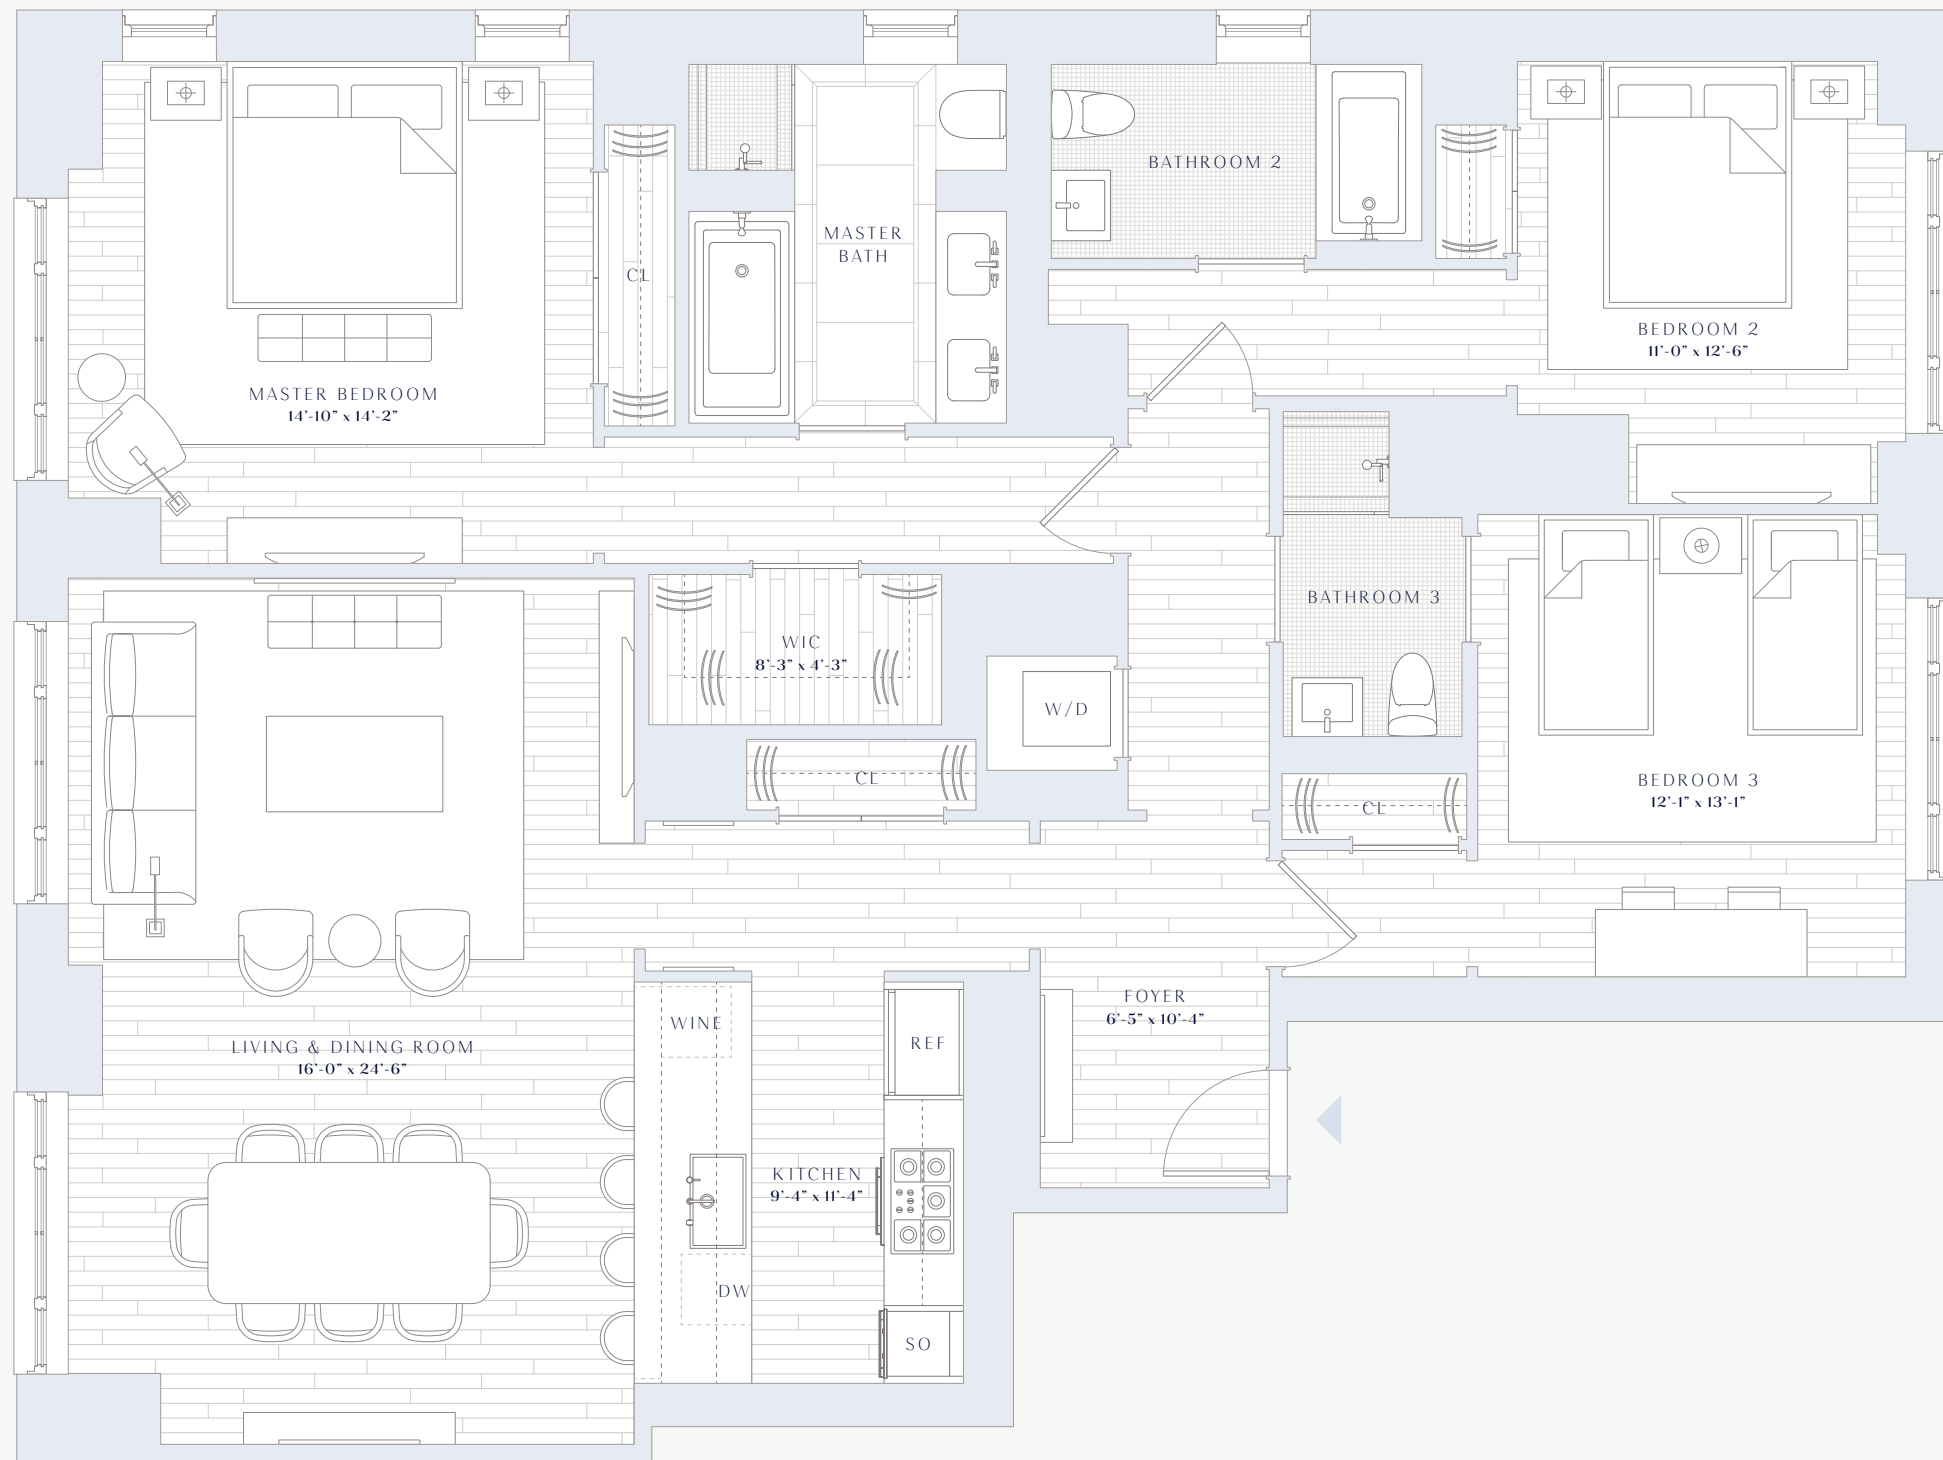 BATHROOM 2
MASTER
BATH
CL
BEDROOM 2
11'-0" x 12'-6"
MASTER BEDROOM
14'-10" x 14'-2"
BATHROOM 3
WIC
8'-3" x 4'-3"
W/D
CL
CL
BEDROOM 3
12'-1" x 13'-1"
FOYER
6'-5" x 10'-4"
WINE
REF
LIVING & DINING ROOM
16'-0" x 24'-6"
KITCHEN
9'-4" x 11'-4"
DW
SO